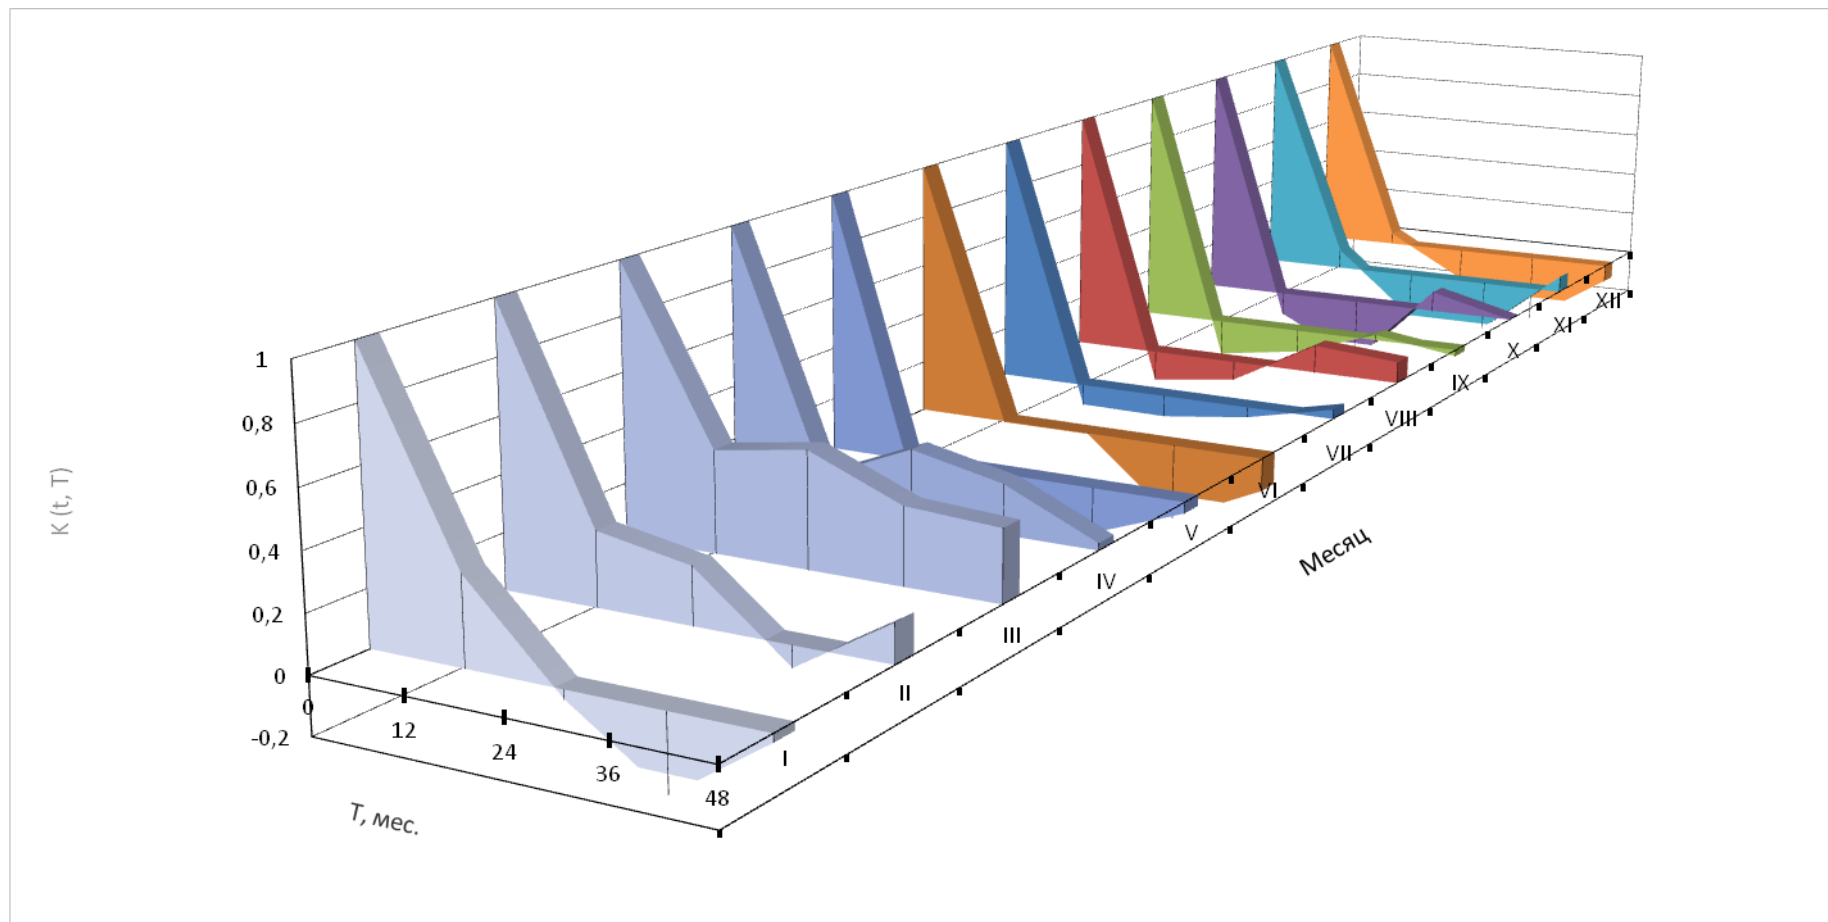 1
0,8
0,6
0,4
0,2
0
-0,2
K (t, T)
0
12
24
36
48
T, мес.
I
II
III
IV
V
VI
VII
VIII
IX
X
XI
XII
Месяц